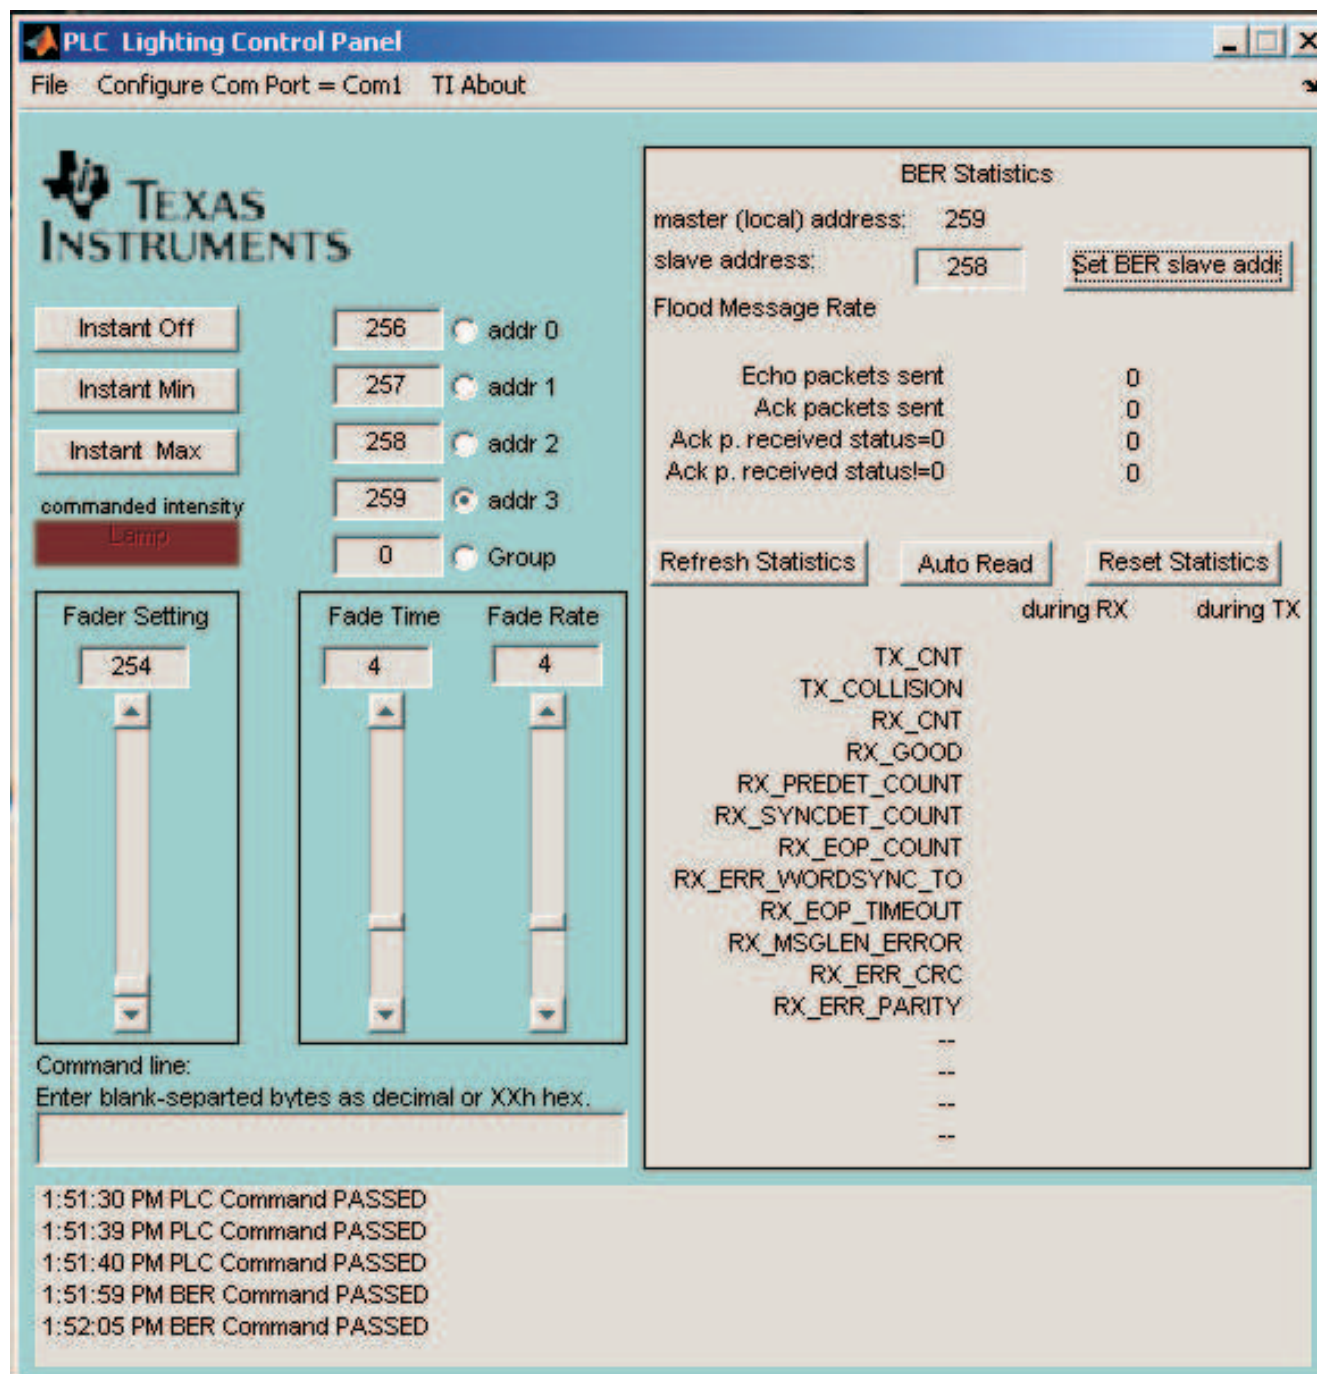 PLC Lighting Control Panel
File Configure Com Port = Com1 TI About
TEXAS
INSTRUMENTS
Instant Off
Instant Min
Instant Max
commanded intensity
Lamp
256 addr 0
257 addr 1
258 addr 2
259 addr 3
0 Group
Fader Setting
254
Fade Time Fade Rate
4 4
Command line:
Enter blank-separted bytes as decimal or XXh hex.
BER Statistics
master (local) address: 259
slave address: 258 Set BER slave addr
Flood Message Rate
Echo packets sent 0
Ack packets sent 0
Ack p. received status=0 0
Ack p. received status!=0 0
Refresh Statistics Auto Read Reset Statistics
during RX during TX
TX_CNT
TX_COLLISION
RX_CNT
RX_GOOD
RX_PREDET_COUNT
RX_SYNCDET_COUNT
RX_EOP_COUNT
RX_ERR_WORDSYNC_TO
RX_EOP_TIMEOUT
RX_MSGLEN_ERROR
RX_ERR_CRC
RX_ERR_PARITY
--
--
--
--
1:51:30 PM PLC Command PASSED
1:51:39 PM PLC Command PASSED
1:51:40 PM PLC Command PASSED
1:51:59 PM BER Command PASSED
1:52:05 PM BER Command PASSED